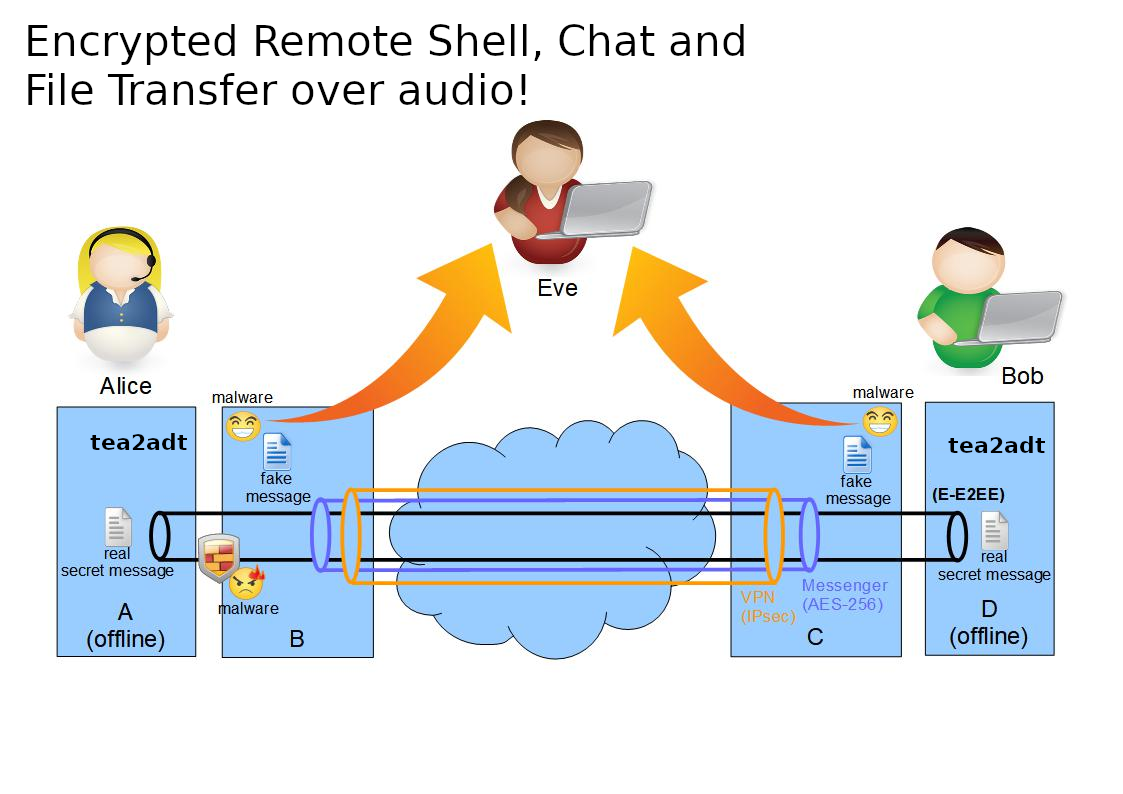 Encrypted Remote Shell, Chat and
File Transfer over audio!
Eve
Alice
Bob
malware
malware
tea2adt
tea2adt
fake
message
fake
message
(E-E2EE)
real
secret message
real
secret message
malware
VPN
(IPsec)
Messenger
(AES-256)
A
(offline)
B
C
D
(offline)